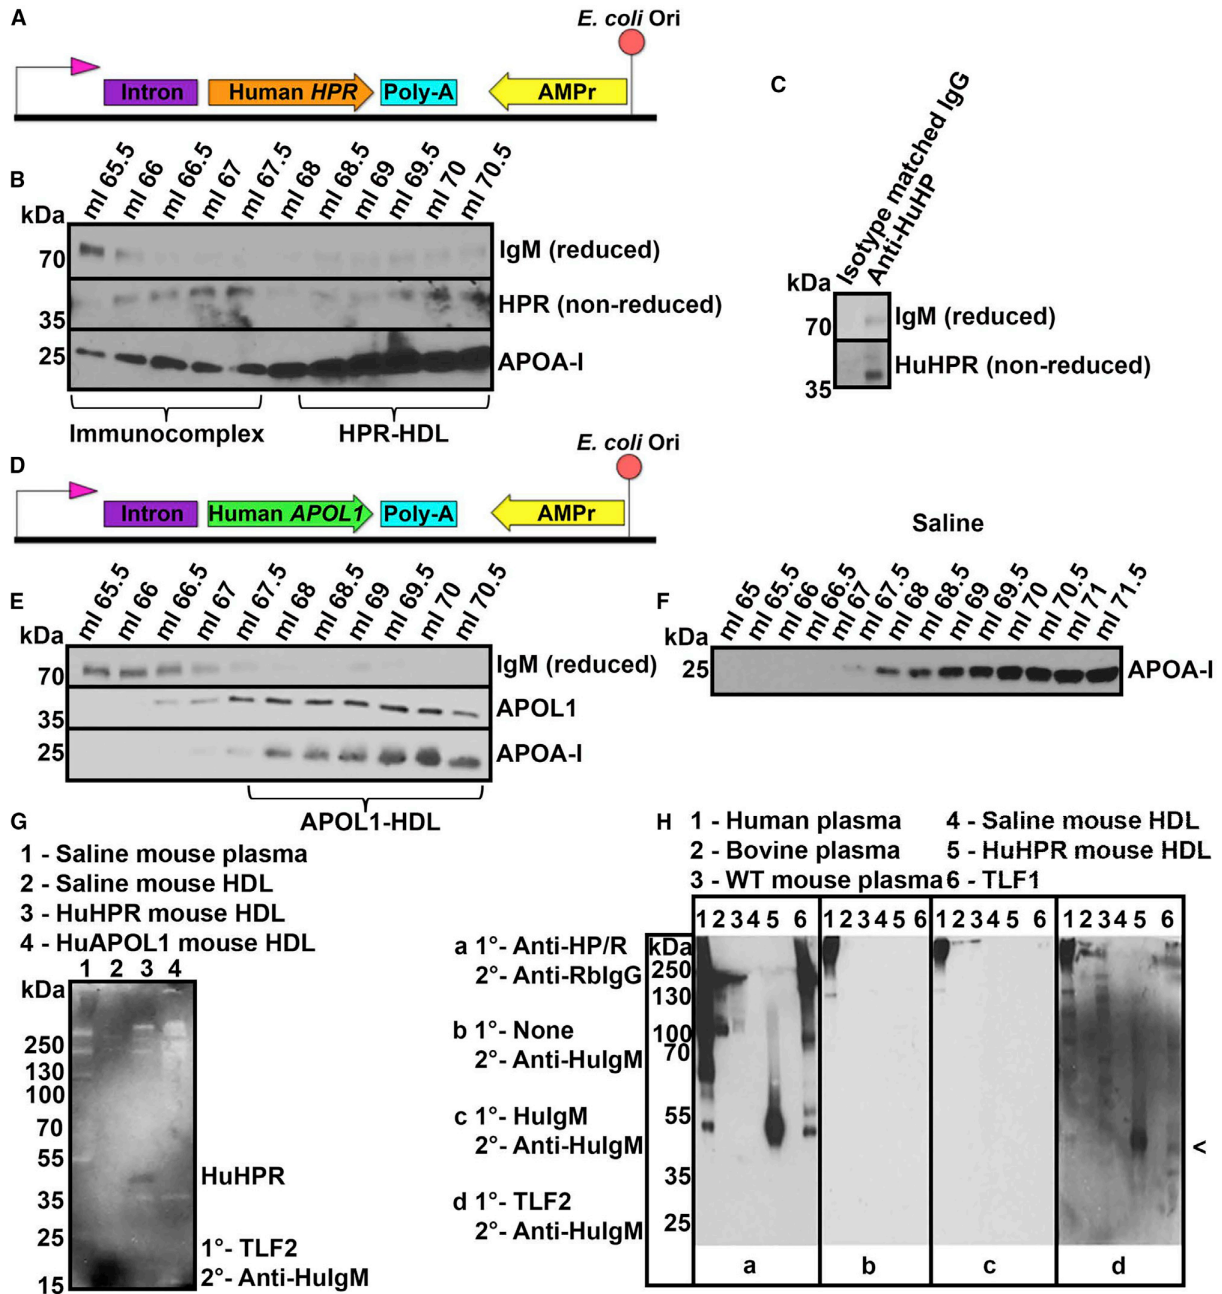 A
E. coli Ori
Intron
Human HPR
Poly-A
AMPr
B
ml 65.5
ml 66
ml 66.5
ml 67
ml 67.5
ml 68
ml 68.5
ml 69
ml 69.5
ml 70
ml 70.5
kDa
70
IgM (reduced)
35
HPR (non-reduced)
25
APOA-I
Immunocomplex
HPR-HDL
C
Isotype matched IgG
Anti-HuHP
kDa
70
IgM (reduced)
35
HuHPR (non-reduced)
D
E. coli Ori
Intron
Human APOL1
Poly-A
AMPr
E
ml 65.5
ml 66
ml 66.5
ml 67
ml 67.5
ml 68
ml 68.5
ml 69
ml 69.5
ml 70
ml 70.5
kDa
70
IgM (reduced)
35
APOL1
25
APOA-I
APOL1-HDL
F
Saline
ml 65
ml 65.5
ml 66
ml 66.5
ml 67
ml 67.5
ml 68
ml 68.5
ml 69
ml 69.5
ml 70
ml 70.5
ml 71
ml 71.5
kDa
25
APOA-I
G
1 - Saline mouse plasma
2 - Saline mouse HDL
3 - HuHPR mouse HDL
4 - HuAPOL1 mouse HDL
1 2 3 4
kDa
250
130
100
70
55
35
25
15
HuHPR
1°- TLF2
2°- Anti-HuIgM
H
1 - Human plasma
2 - Bovine plasma
3 - WT mouse plasma
4 - Saline mouse HDL
5 - HuHPR mouse HDL
6 - TLF1
1 2 3 4 5 6
1 2 3 4 5 6
1 2 3 4 5 6
1 2 3 4 5 6
a 1°- Anti-HP/R
2°- Anti-RbIgG
b 1°- None
2°- Anti-HuIgM
c 1°- HuIgM
2°- Anti-HuIgM
d 1°- TLF2
2°- Anti-HuIgM
kDa
250
130
100
70
55
35
25
<
a
b
c
d